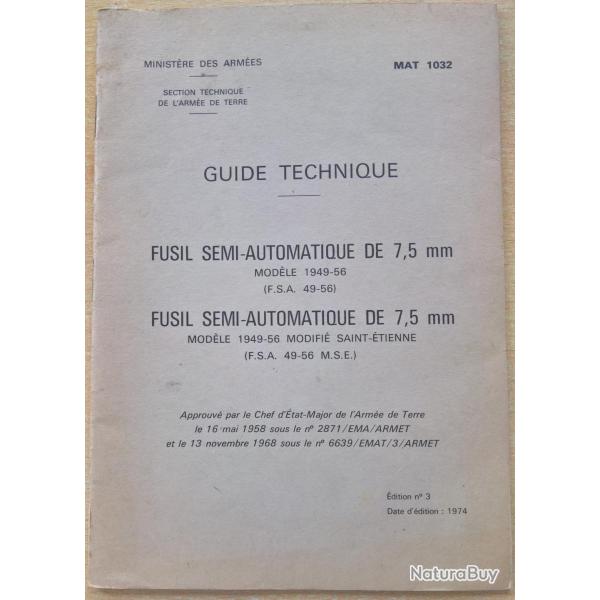 MINISTÈRE DES ARMÉES
MAT 1032
SECTION TECHNIQUE
DE L'ARMÉE DE TERRE
GUIDE TECHNIQUE
FUSIL SEMI-AUTOMATIQUE DE 7,5 mm
MODÈLE 1949-56
(F.S.A. 49-56)
FUSIL SEMI-AUTOMATIQUE DE 7,5 mm
MODÈLE 1949-56 MODIFIÉ SAINT-ÉTIENNE
(F.S.A. 49-56 M.S.E.)
Approuvé par le Chef d'État-Major de l'Armée de Terre
le 16 mai 1958 sous le nº 2871/EMA/ARMET
et le 13 novembre 1968 sous le nº 6639/EMAT/3/ARMET
Édition nº 3
Date d'édition : 1974
NaturaBuy